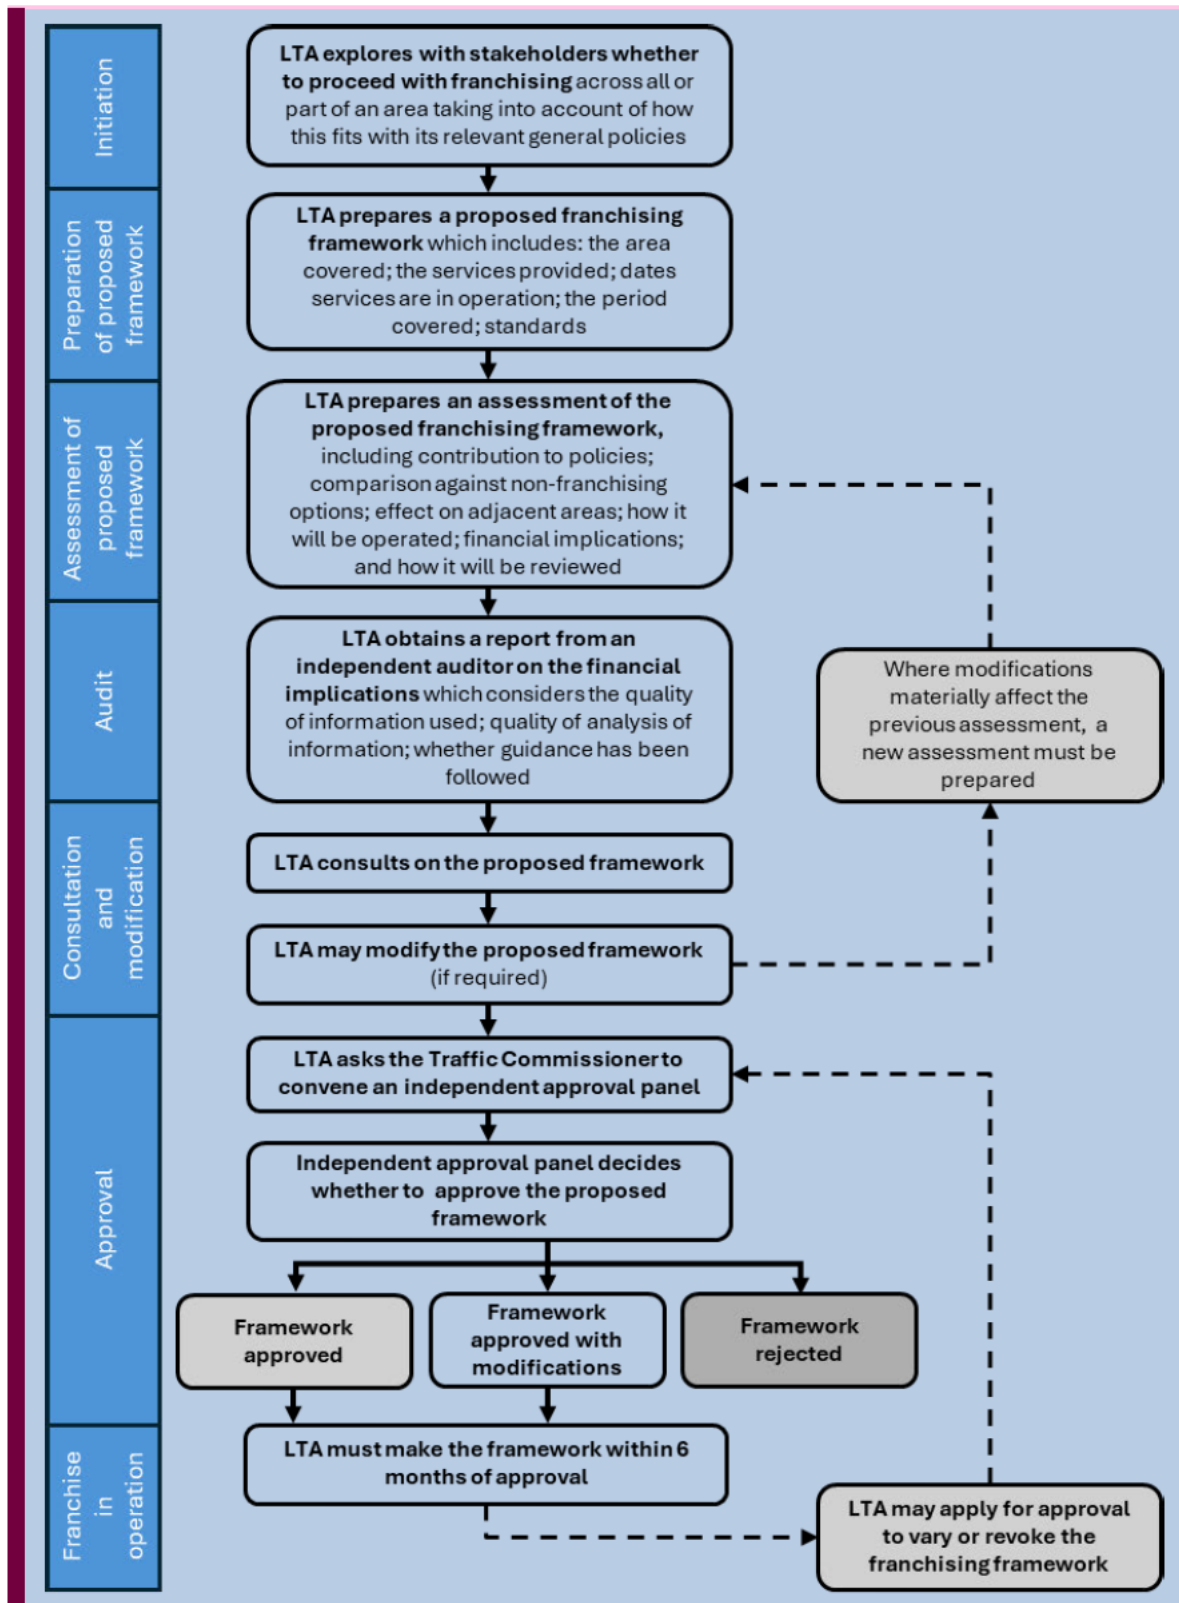 Initiation
LTA explores with stakeholders whether
to proceed with franchising across all or
part of an area taking into account of how
this fits with its relevant general policies
Preparation
of proposed
framework
LTA prepares a proposed franchising
framework which includes: the area
covered; the services provided; dates
services are in operation; the period
covered; standards
Assessment of
proposed
framework
LTA prepares an assessment of the
proposed franchising framework,
including contribution to policies;
comparison against non-franchising
options; effect on adjacent areas; how it
will be operated; financial implications;
and how it will be reviewed
Audit
LTA obtains a report from an
independent auditor on the financial
implications which considers the quality
of information used; quality of analysis of
information; whether guidance has been
followed
Where modifications
materially affect the
previous assessment, a
new assessment must be
prepared
Consultation
and
modification
LTA consults on the proposed framework
LTA may modify the proposed framework
(if required)
Approval
LTA asks the Traffic Commissioner to
convene an independent approval panel
Independent approval panel decides
whether to approve the proposed
framework
Framework
approved
Framework
approved with
modifications
Framework
rejected
Franchise
in
operation
LTA must make the framework within 6
months of approval
LTA may apply for approval
to vary or revoke the
franchising framework